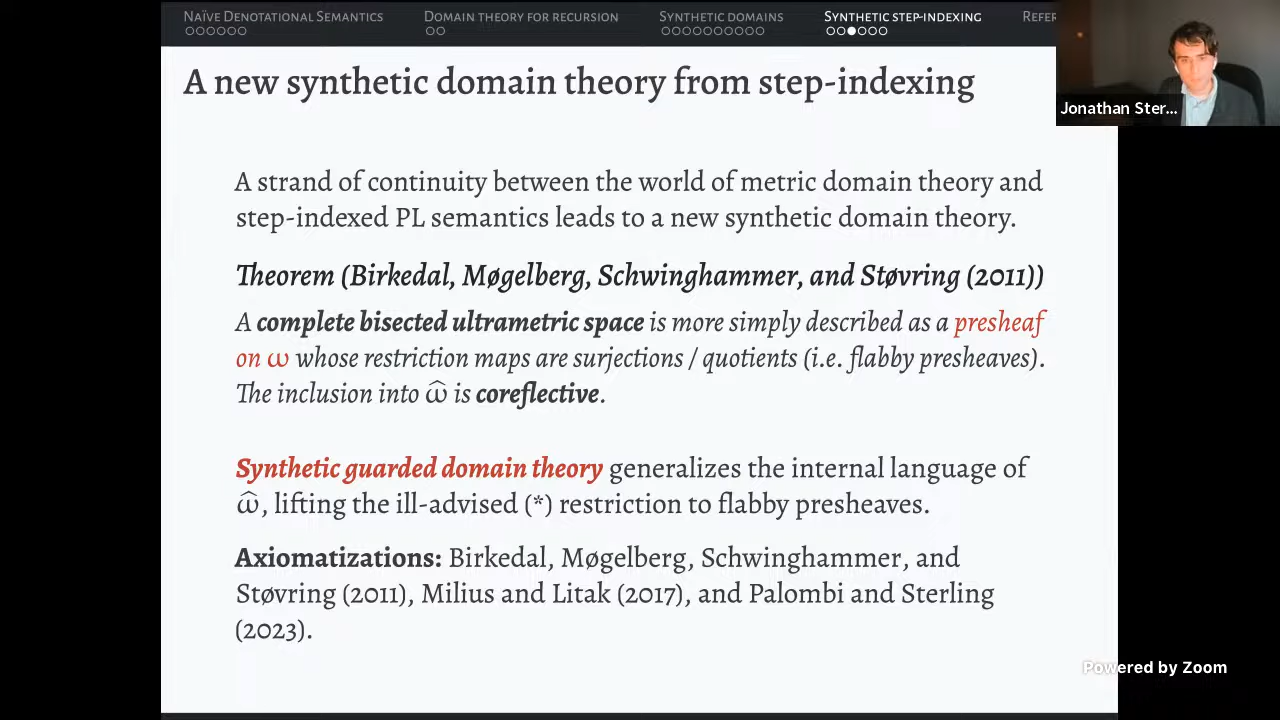 Naïve Denotational Semantics Domain theory for recursion Synthetic domains Synthetic step-indexing Refer
A new synthetic domain theory from step-indexing
Jonathan Ster...
A strand of continuity between the world of metric domain theory and
step-indexed PL semantics leads to a new synthetic domain theory.
Theorem (Birkedal, Møgelberg, Schwinghammer, and Støvring (2011))
A complete bisected ultrametric space is more simply described as a presheaf
on ω whose restriction maps are surjections / quotients (i.e. flabby presheaves).
The inclusion into ω̂ is coreflective.
Synthetic guarded domain theory generalizes the internal language of
ω̂, lifting the ill-advised (*) restriction to flabby presheaves.
Axiomatizations: Birkedal, Møgelberg, Schwinghammer, and
Støvring (2011), Milius and Litak (2017), and Palombi and Sterling
(2023).
Powered by Zoom